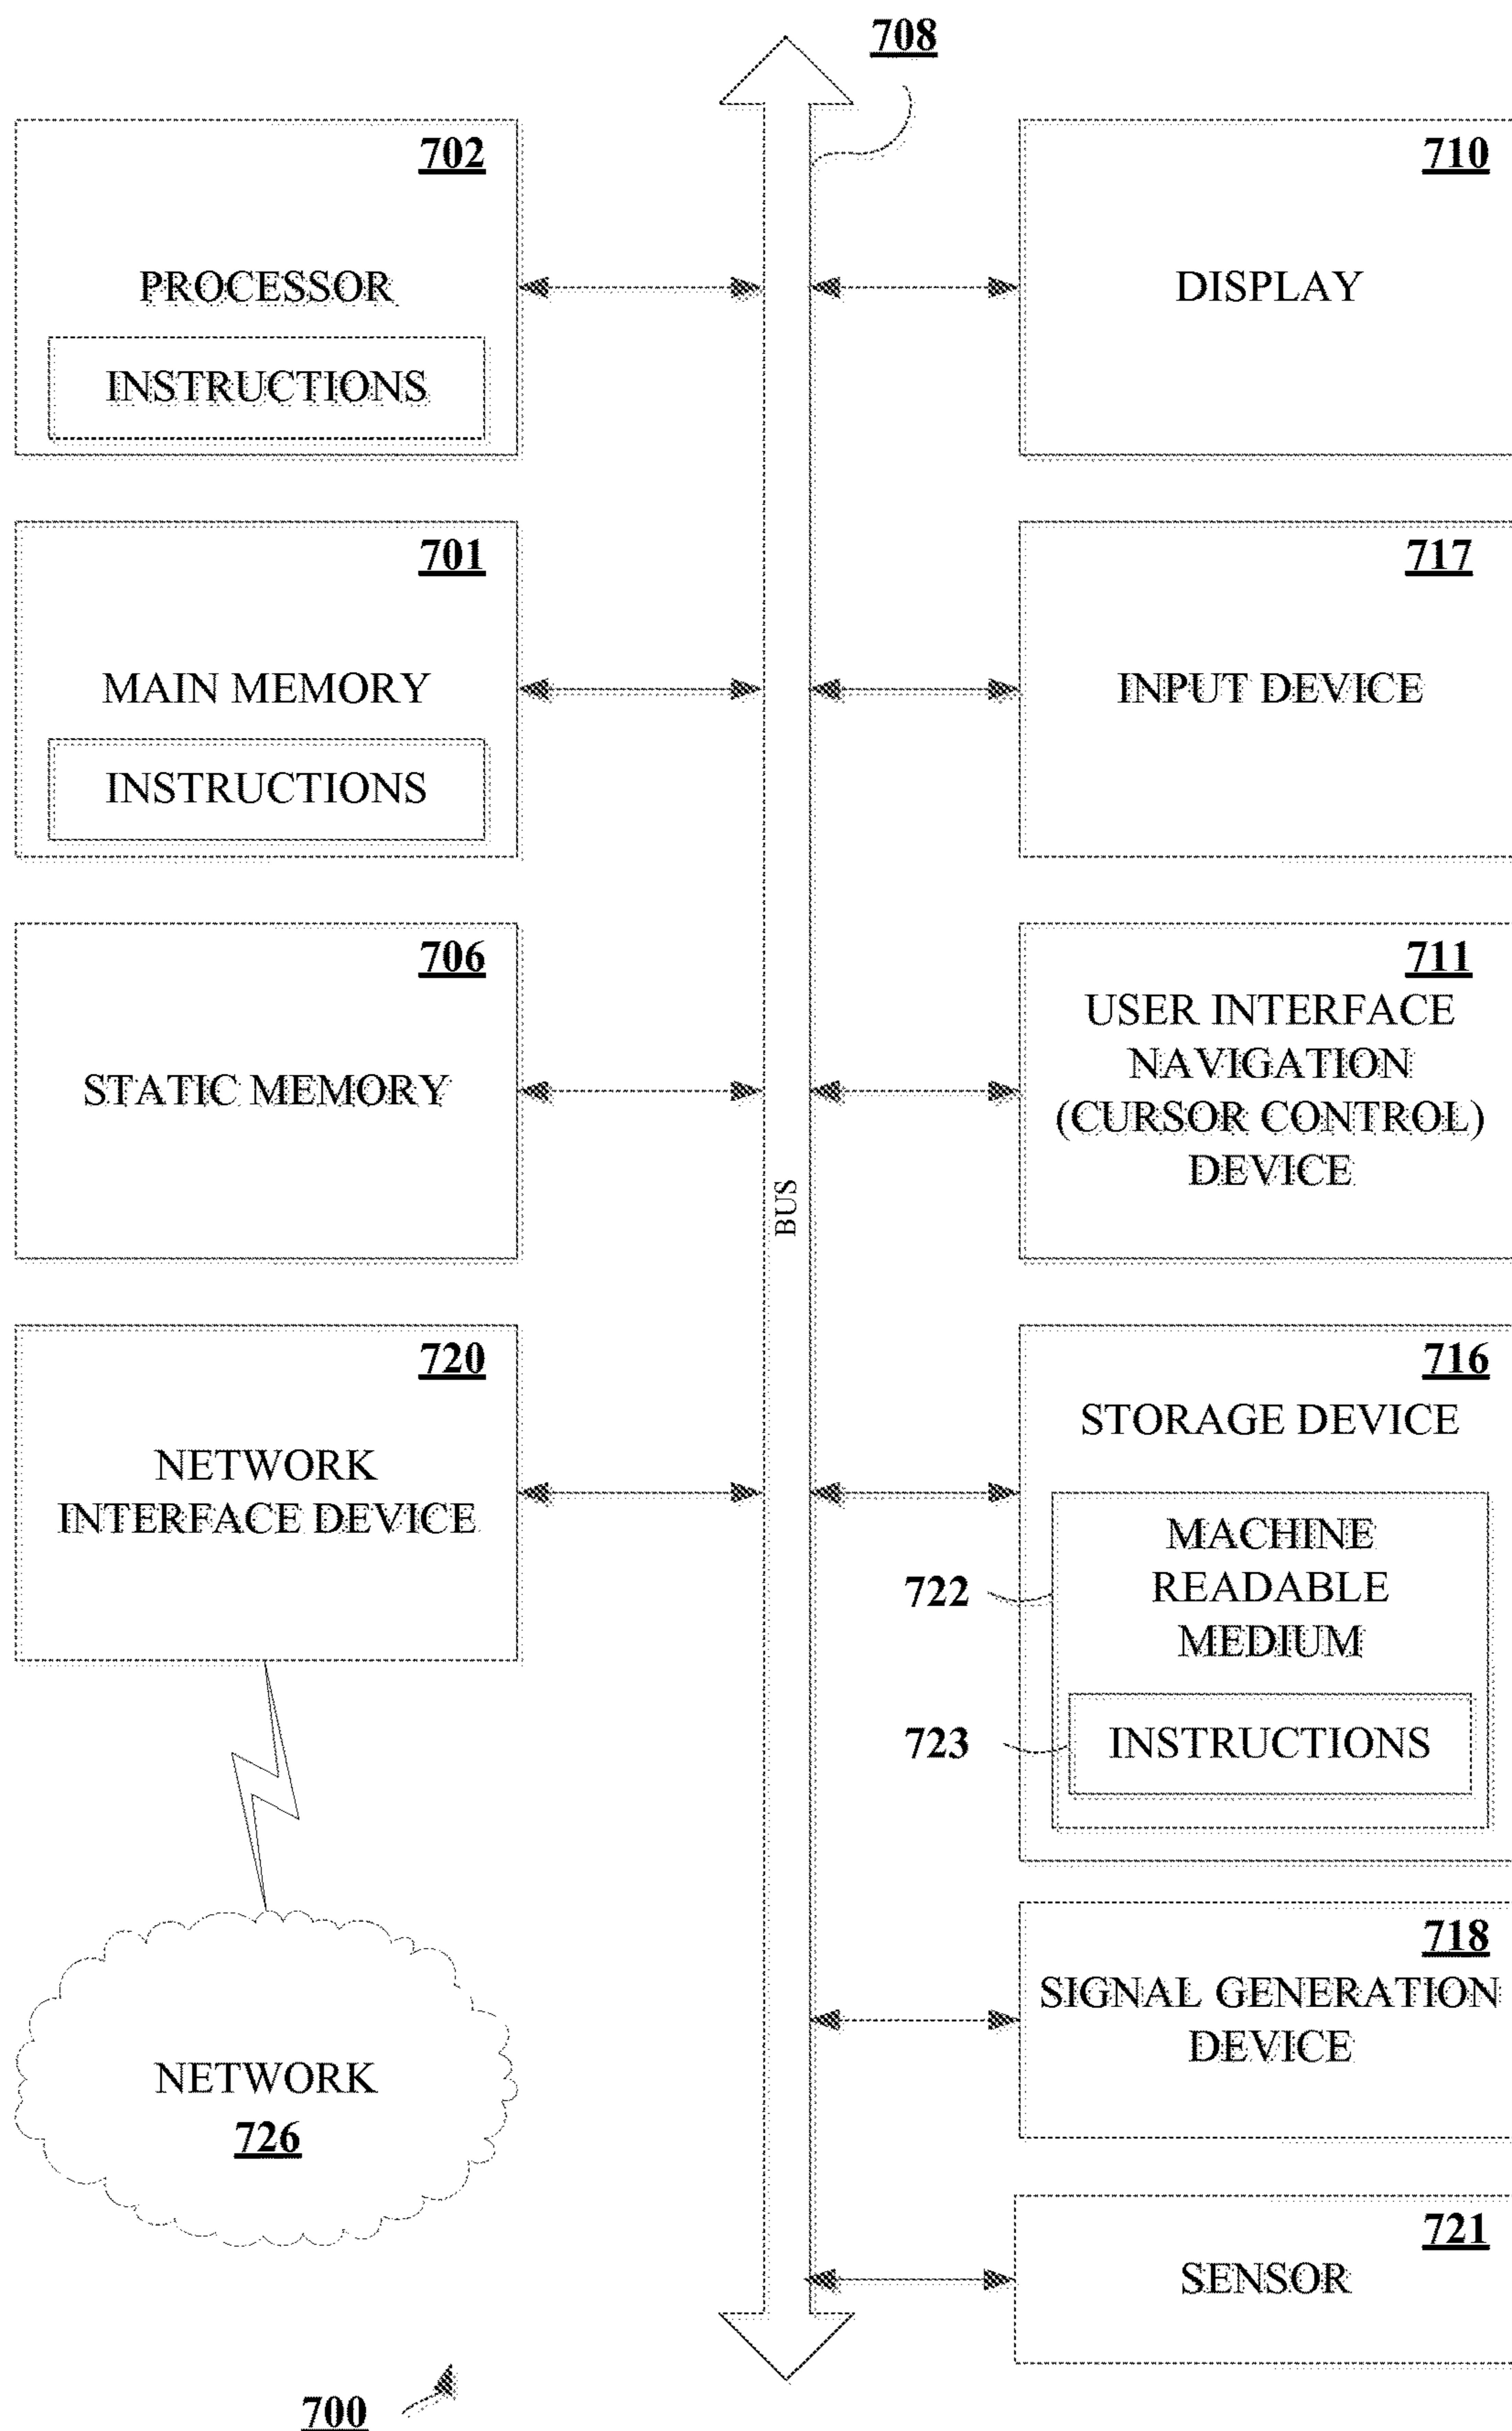 708
702
PROCESSOR
INSTRUCTIONS
701
MAIN MEMORY
INSTRUCTIONS
706
STATIC MEMORY
720
NETWORK
INTERFACE DEVICE
NETWORK
726
700
BUS
710
DISPLAY
717
INPUT DEVICE
711
USER INTERFACE
NAVIGATION
(CURSOR CONTROL)
DEVICE
716
STORAGE DEVICE
722
MACHINE
READABLE
MEDIUM
723
INSTRUCTIONS
718
SIGNAL GENERATION
DEVICE
721
SENSOR